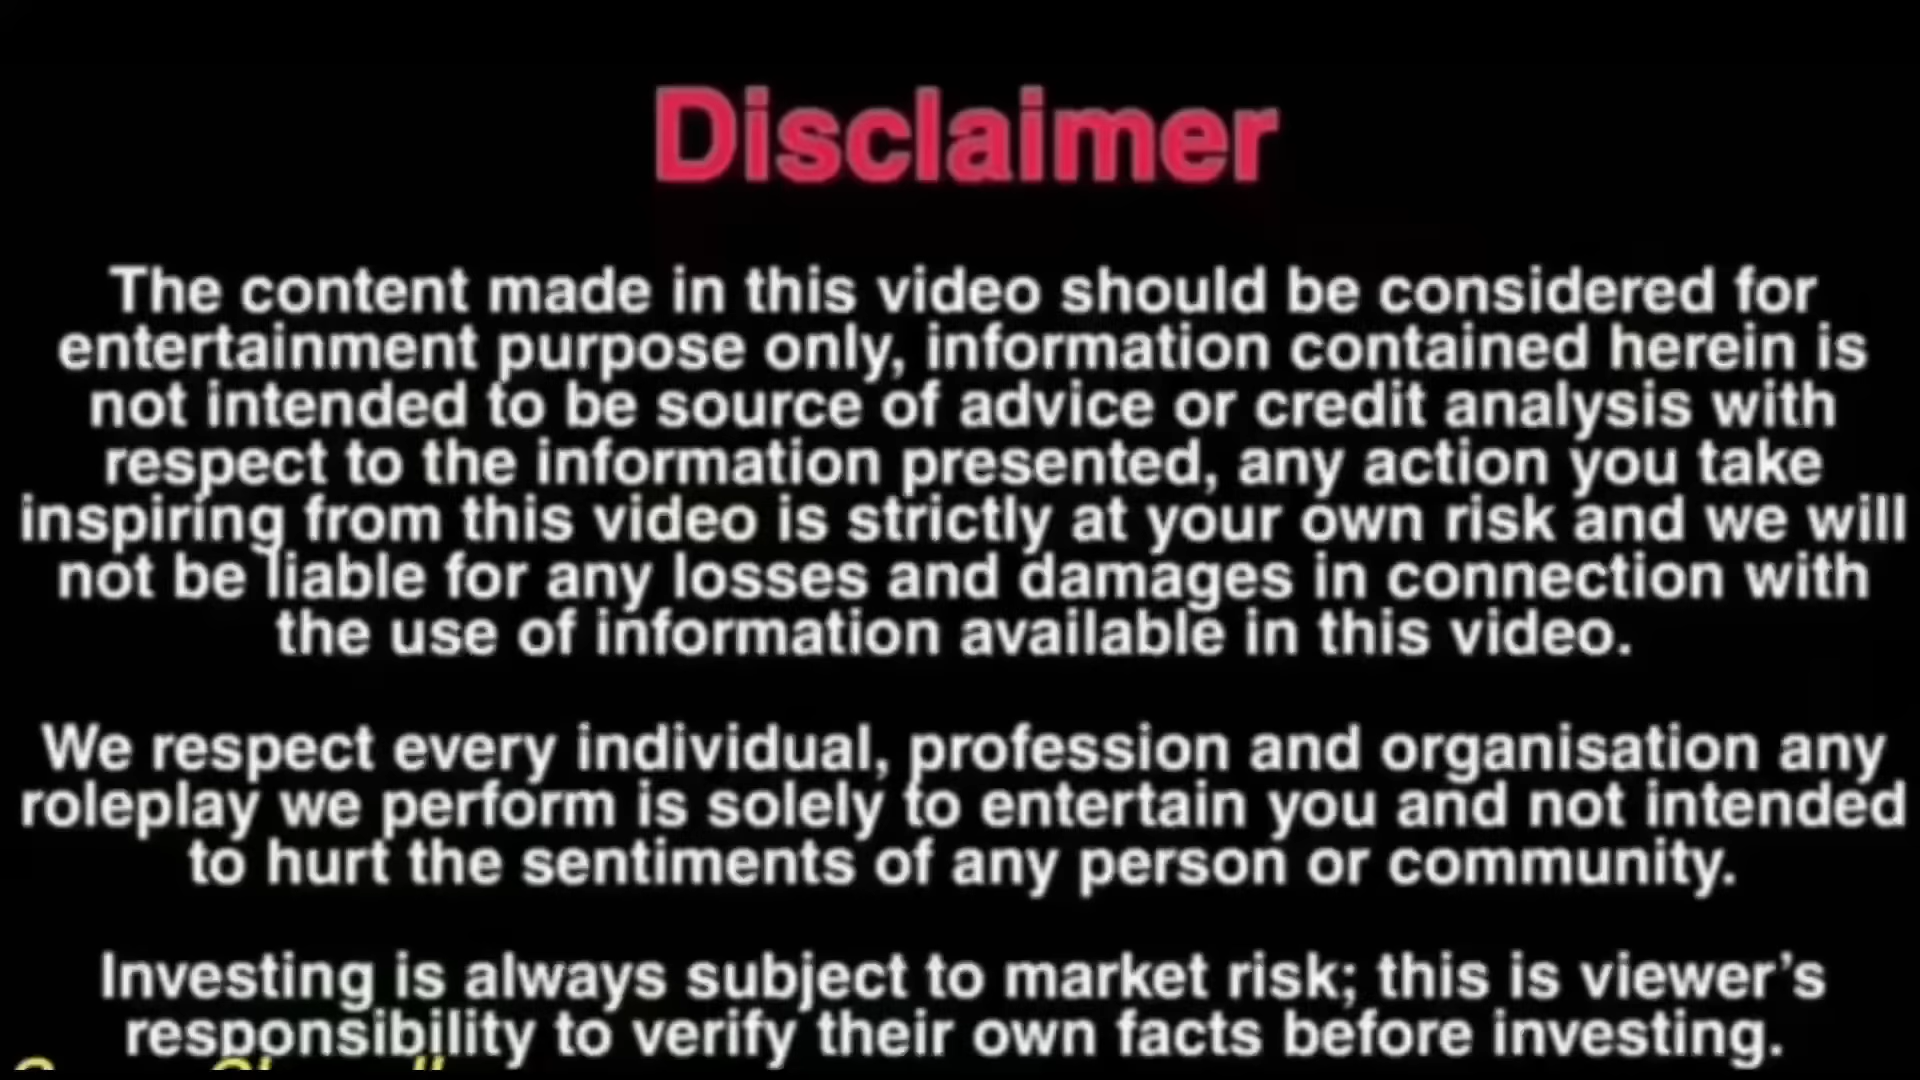 Disclaimer
The content made in this video should be considered for
entertainment purpose only, information contained herein is
not intended to be source of advice or credit analysis with
respect to the information presented, any action you take
inspiring from this video is strictly at your own risk and we will
not be liable for any losses and damages in connection with
the use of information available in this video.
We respect every individual, profession and organisation any
roleplay we perform is solely to entertain you and not intended
to hurt the sentiments of any person or community.
Investing is always subject to market risk; this is viewer’s
responsibility to verify their own facts before investing.